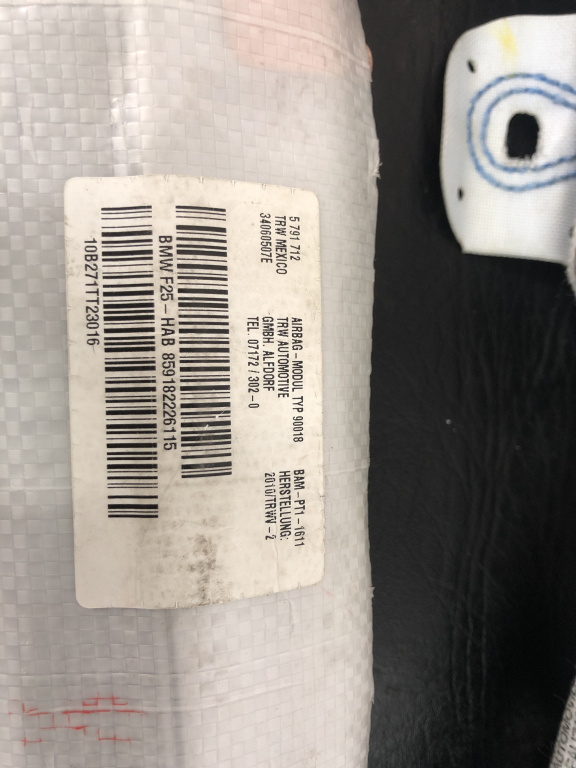 5 791 712
TRW MEXICO
34060507E
AIRBAG – MODUL TYP 90018
TRW AUTOMOTIVE
GMBH. ALFDORF
TEL. 07172 / 302 – 0
BAM – PT1 – 1611
HERSTELLUNG:
2010/TRWV – 2
BMW F25 – HAB 859182226115
10B271TT23016